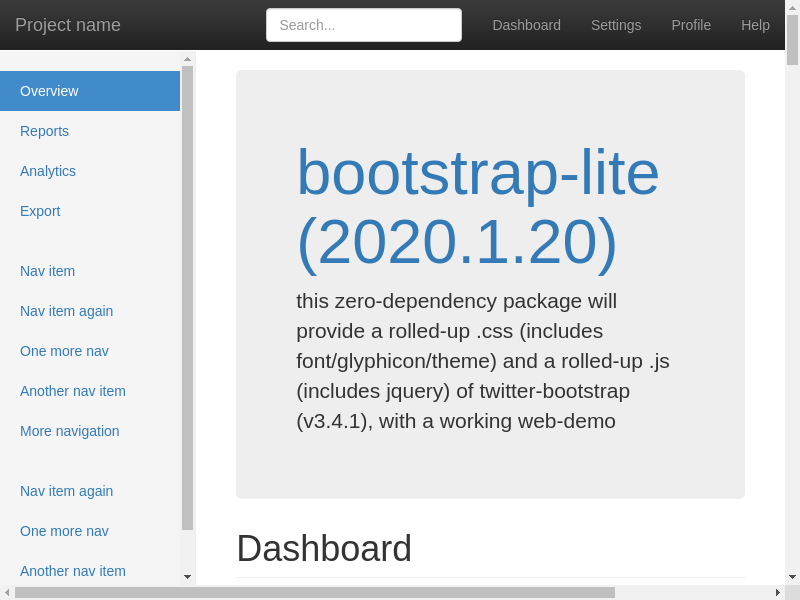 Project name
Search...
Dashboard
Settings
Profile
Help
Overview
Reports
Analytics
Export
Nav item
Nav item again
One more nav
Another nav item
More navigation
Nav item again
One more nav
Another nav item
bootstrap-lite
(2020.1.20)
this zero-dependency package will
provide a rolled-up .css (includes
font/glyphicon/theme) and a rolled-up .js
(includes jquery) of twitter-bootstrap
(v3.4.1), with a working web-demo
Dashboard